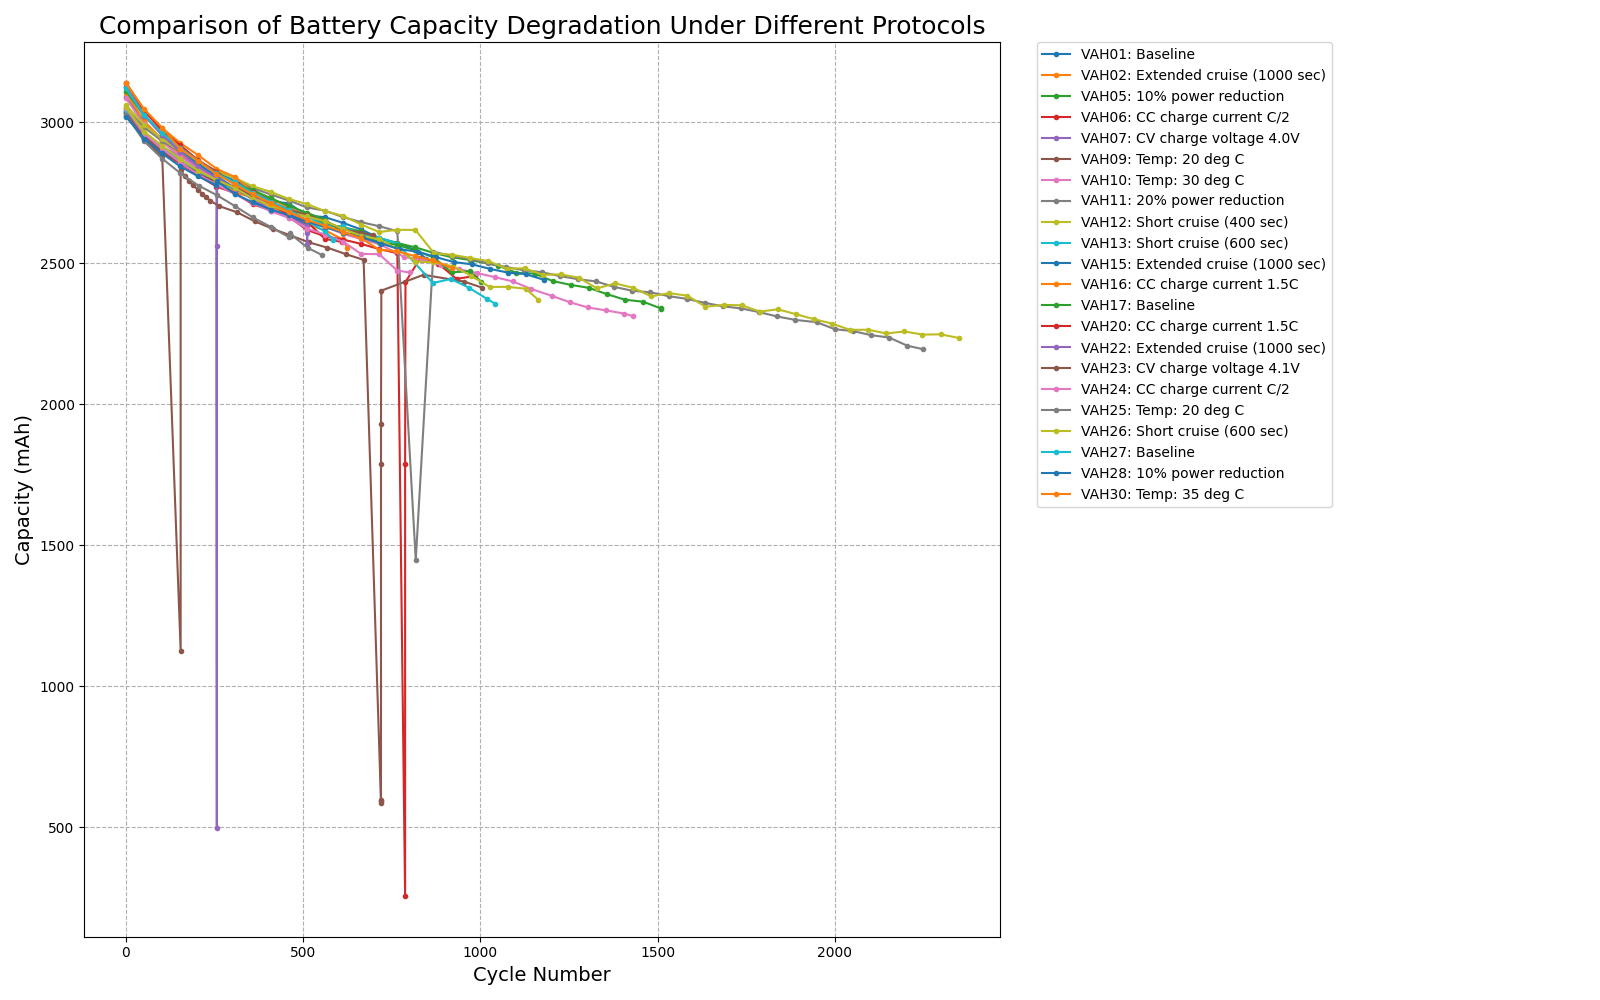 Comparison of Battery Capacity Degradation Under Different Protocols
Capacity (mAh)
3000
2500
2000
1500
1000
500
0
500
1000
1500
2000
Cycle Number
VAH01: Baseline
VAH02: Extended cruise (1000 sec)
VAH05: 10% power reduction
VAH06: CC charge current C/2
VAH07: CV charge voltage 4.0V
VAH09: Temp: 20 deg C
VAH10: Temp: 30 deg C
VAH11: 20% power reduction
VAH12: Short cruise (400 sec)
VAH13: Short cruise (600 sec)
VAH15: Extended cruise (1000 sec)
VAH16: CC charge current 1.5C
VAH17: Baseline
VAH20: CC charge current 1.5C
VAH22: Extended cruise (1000 sec)
VAH23: CV charge voltage 4.1V
VAH24: CC charge current C/2
VAH25: Temp: 20 deg C
VAH26: Short cruise (600 sec)
VAH27: Baseline
VAH28: 10% power reduction
VAH30: Temp: 35 deg C